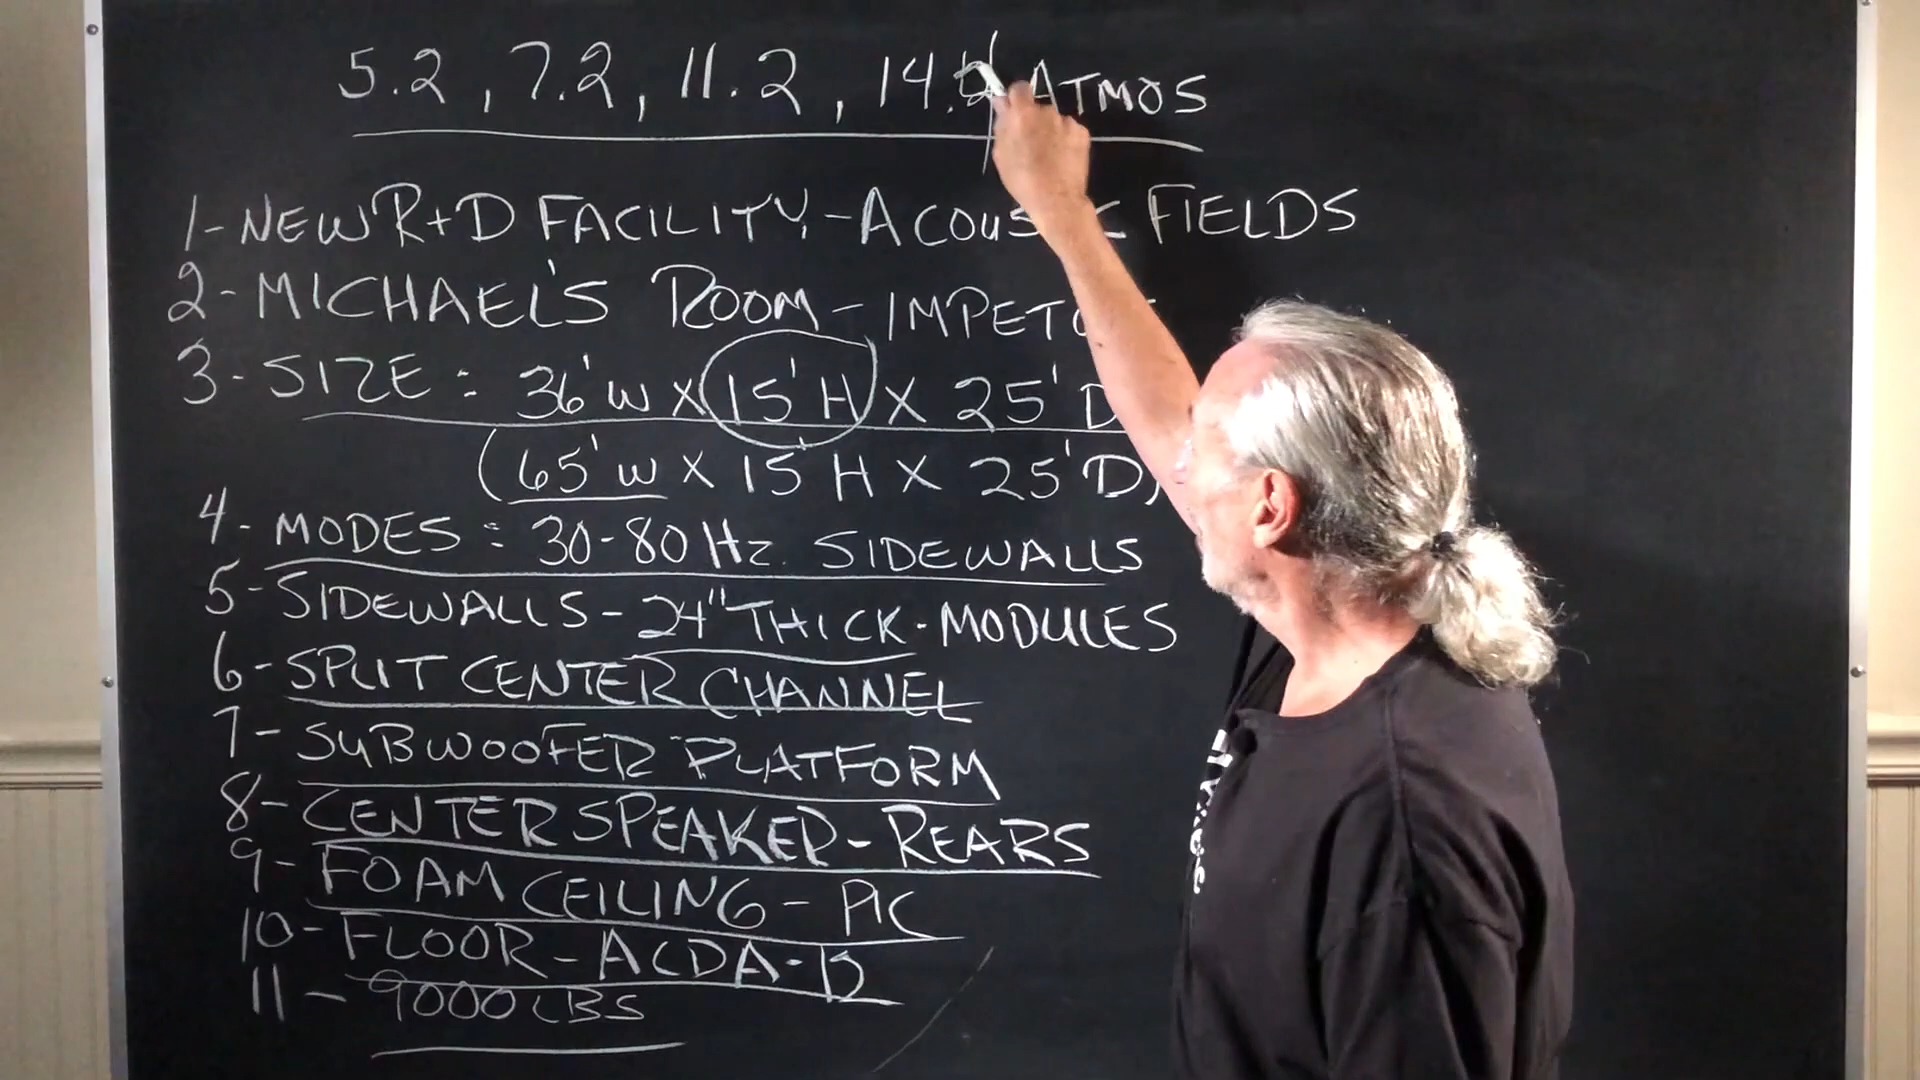 5.2, 7.2, 11.2, 14. ATMOS
1-NEW R+D FACILITY-ACOUS FIELDS
2-MICHAEL'S ROOM-IMPETO
3-SIZE: 36'W X 15'H X 25'D
(65'W X 15'H X 25'D)
4-MODES: 30-80 Hz. SIDEWALLS
5-SIDEWALLS-24" THICK-MODULES
6-SPLIT CENTER CHANNEL
7-SUBWOOFER PLATFORM
8-CENTER SPEAKER-REARS
9-FOAM CEILING-PIC
10-FLOOR-ACDA-12
11-9000 LBS